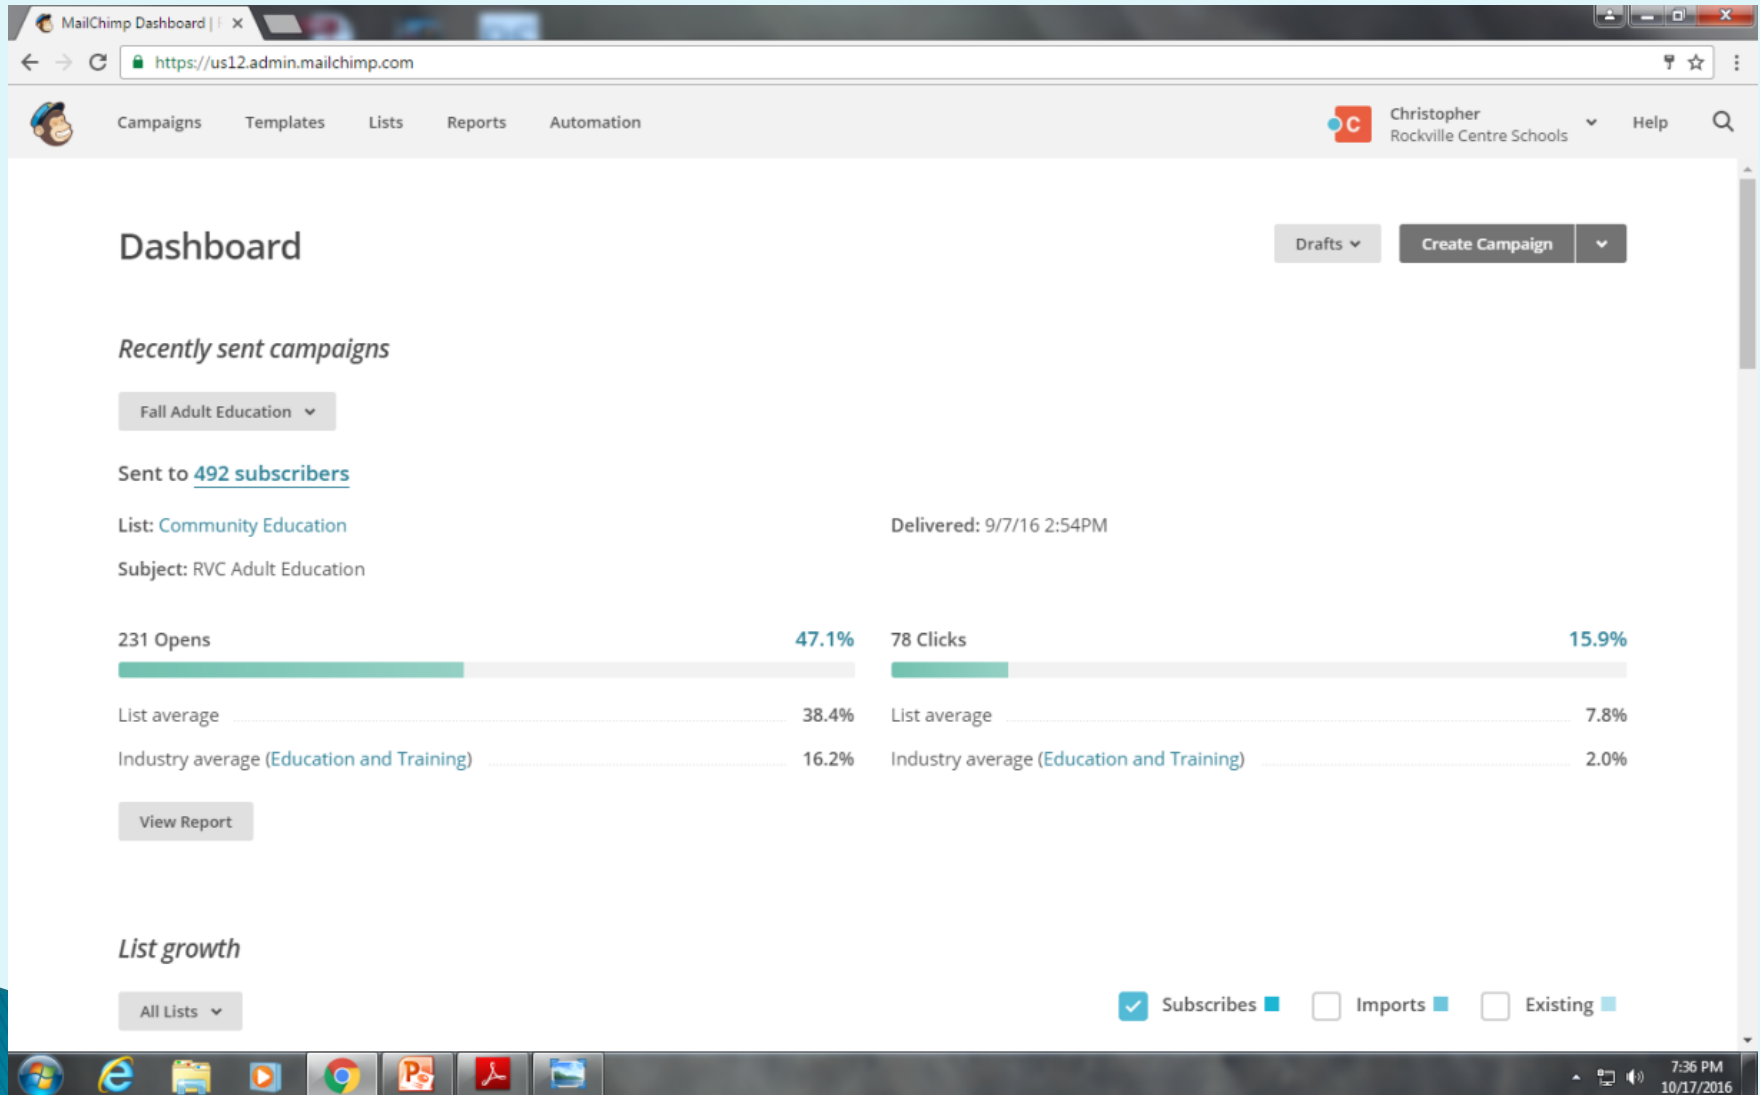 MailChimp Dashboard |
https://us12.admin.mailchimp.com
Campaigns Templates Lists Reports Automation
C
Christopher
Rockville Centre Schools
Help
Dashboard
Drafts
Create Campaign
Recently sent campaigns
Fall Adult Education
Sent to 492 subscribers
List: Community Education
Delivered: 9/7/16 2:54PM
Subject: RVC Adult Education
231 Opens 47.1%
78 Clicks 15.9%
List average 38.4%
List average 7.8%
Industry average (Education and Training) 16.2%
Industry average (Education and Training) 2.0%
View Report
List growth
All Lists
Subscribes Imports Existing
7:36 PM
10/17/2016